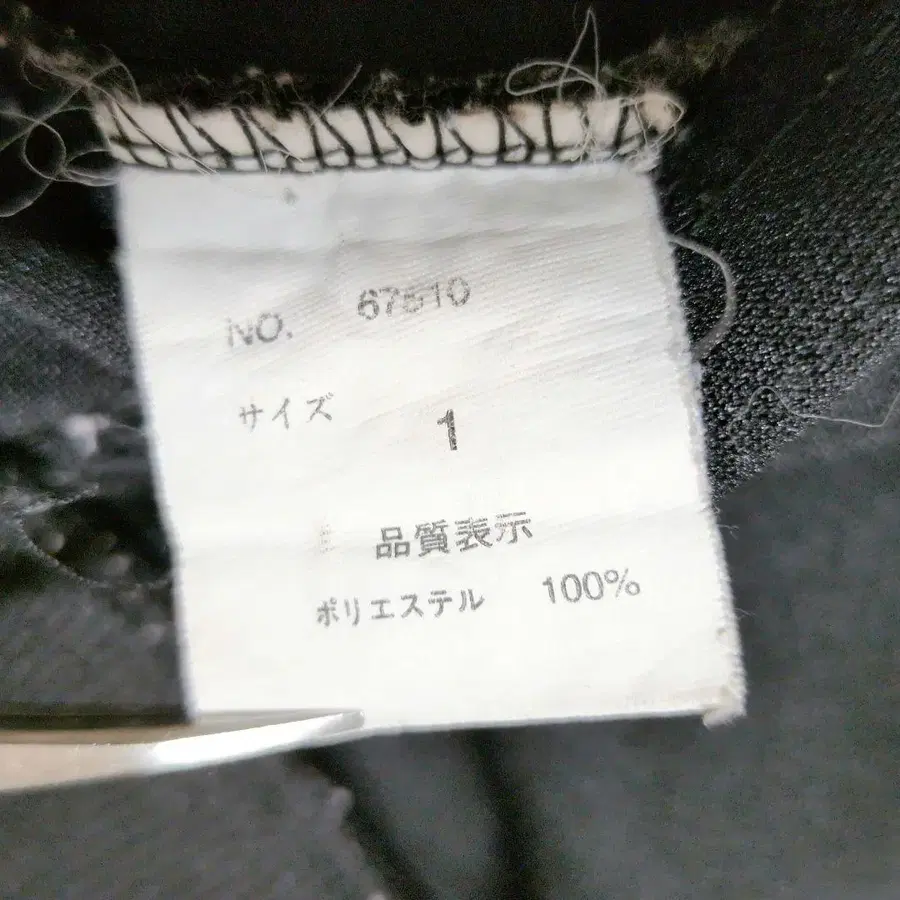 NO. 67510
サイズ 1
品質表示
ポリエステル 100%